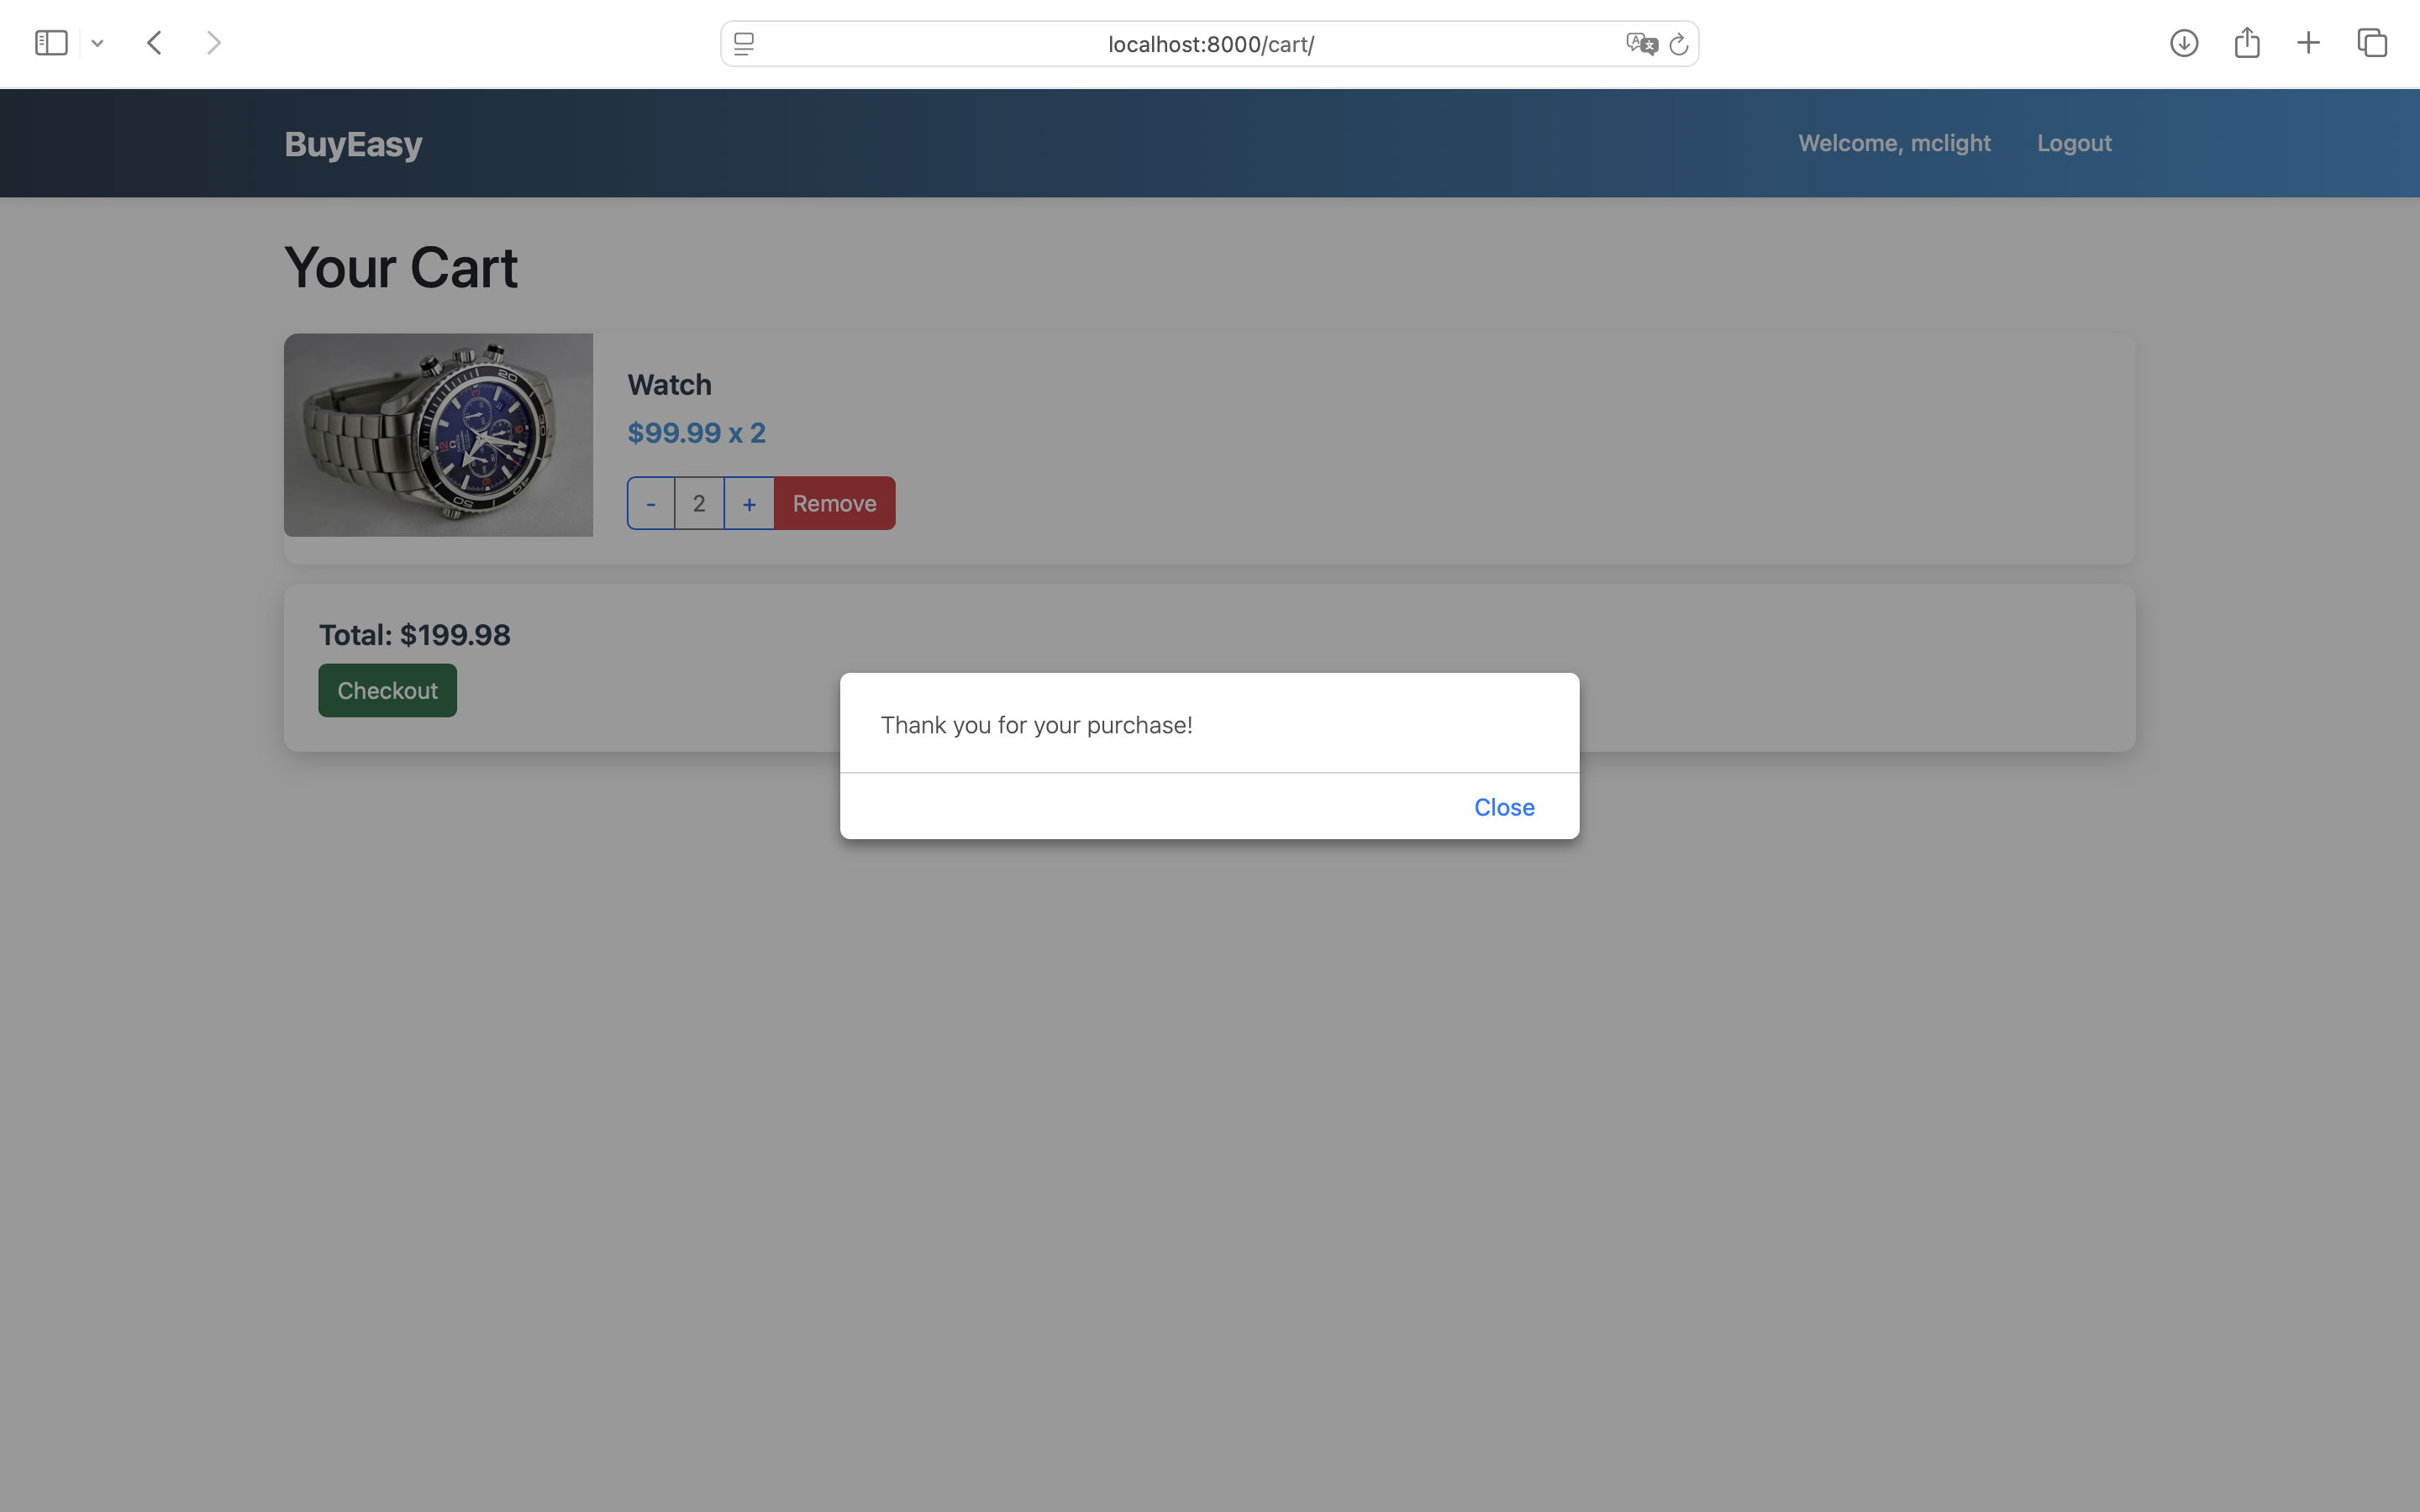 localhost:8000/cart/
BuyEasy
Welcome, mclight
Logout
Your Cart
Watch
$99.99 x 2
-
2
+
Remove
Total: $199.98
Checkout
Thank you for your purchase!
Close